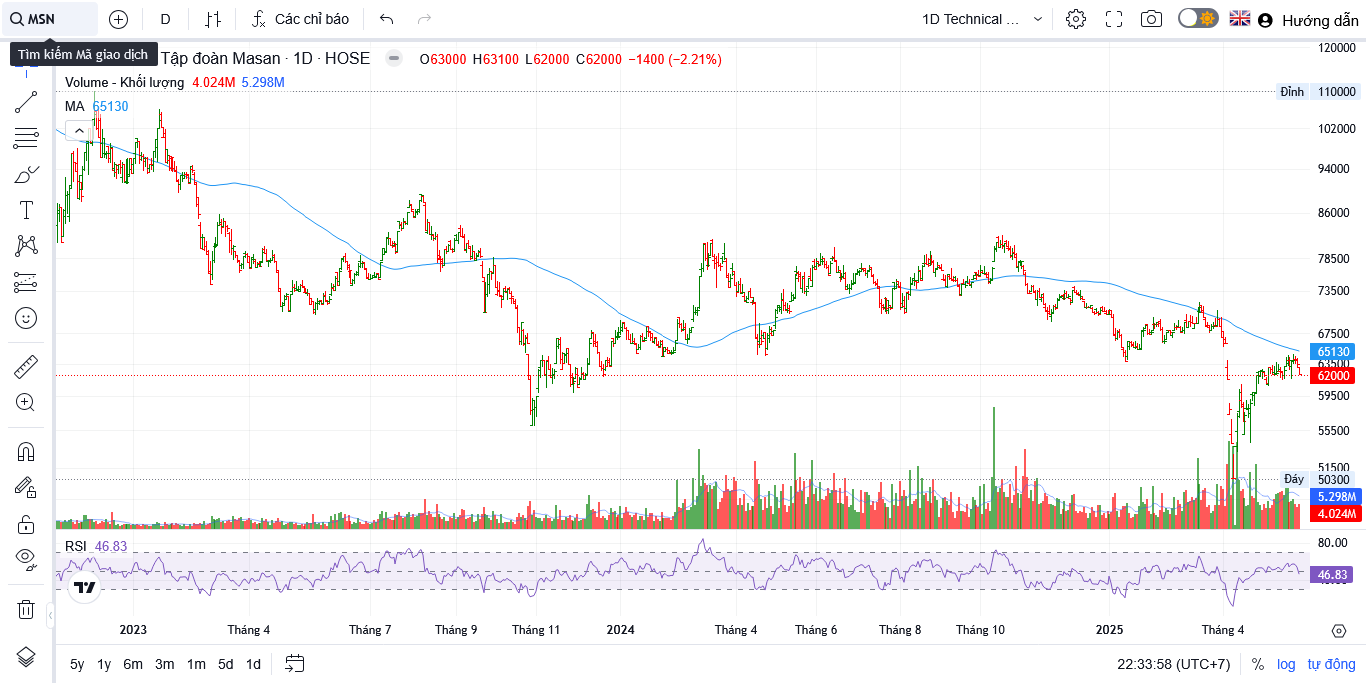 MSN
D
Các chỉ báo
1D Technical ...
Hướng dẫn
Tìm kiếm Mã giao dịch
Tập đoàn Masan · 1D · HOSE
O63000 H63100 L62000 C62000 −1400 (−2.21%)
Volume - Khối lượng 4.024M 5.298M
MA 65130
120000
Đỉnh 110000
102000
94000
86000
78500
73500
67500
65130
63500
62000
59500
55500
51500
Đáy 50300
5.298M
4.024M
RSI 46.83
80.00
46.83
2023
Tháng 4
Tháng 7
Tháng 9
Tháng 11
2024
Tháng 4
Tháng 6
Tháng 8
Tháng 10
2025
Tháng 4
5y 1y 6m 3m 1m 5d 1d
22:33:58 (UTC+7)
% log tự động